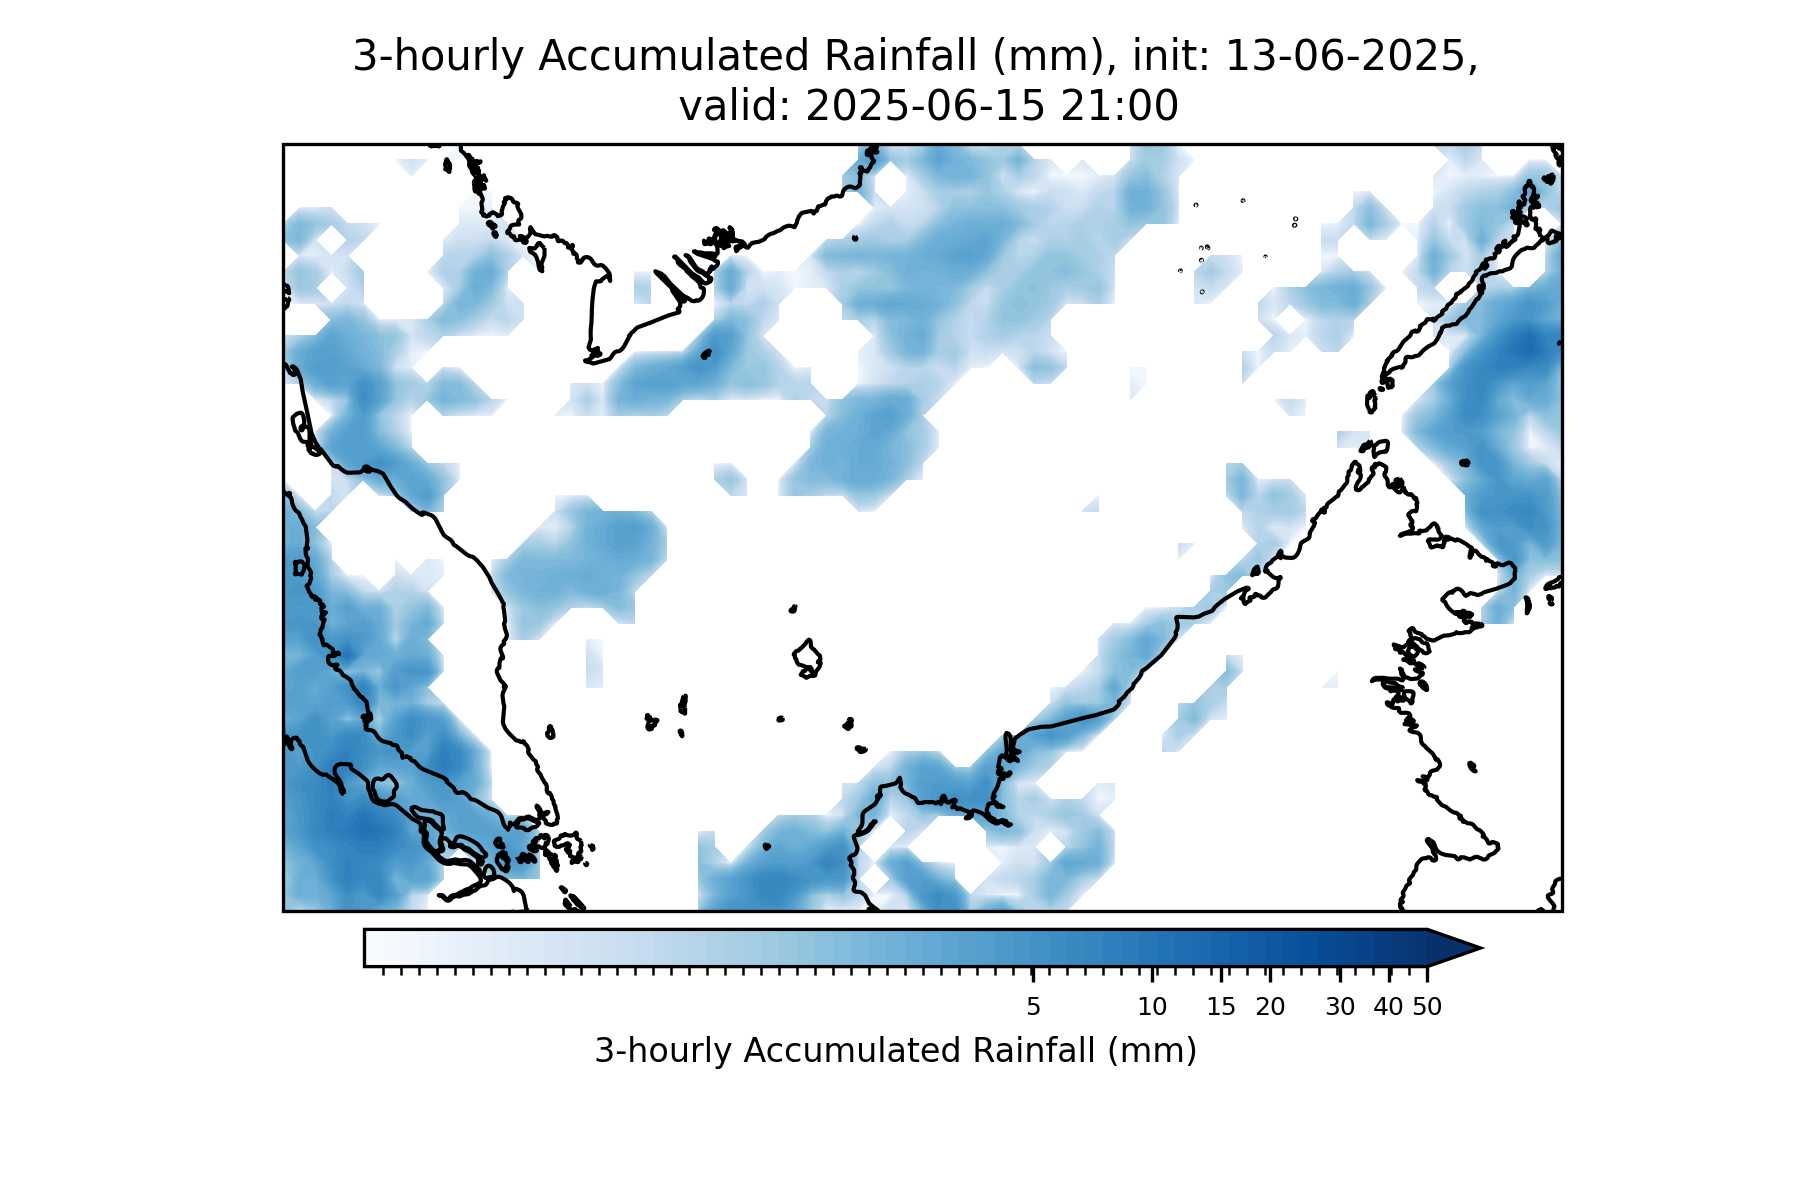 3-hourly Accumulated Rainfall (mm), init: 13-06-2025,
valid: 2025-06-15 21:00
5 10 15 20 30 40 50
3-hourly Accumulated Rainfall (mm)